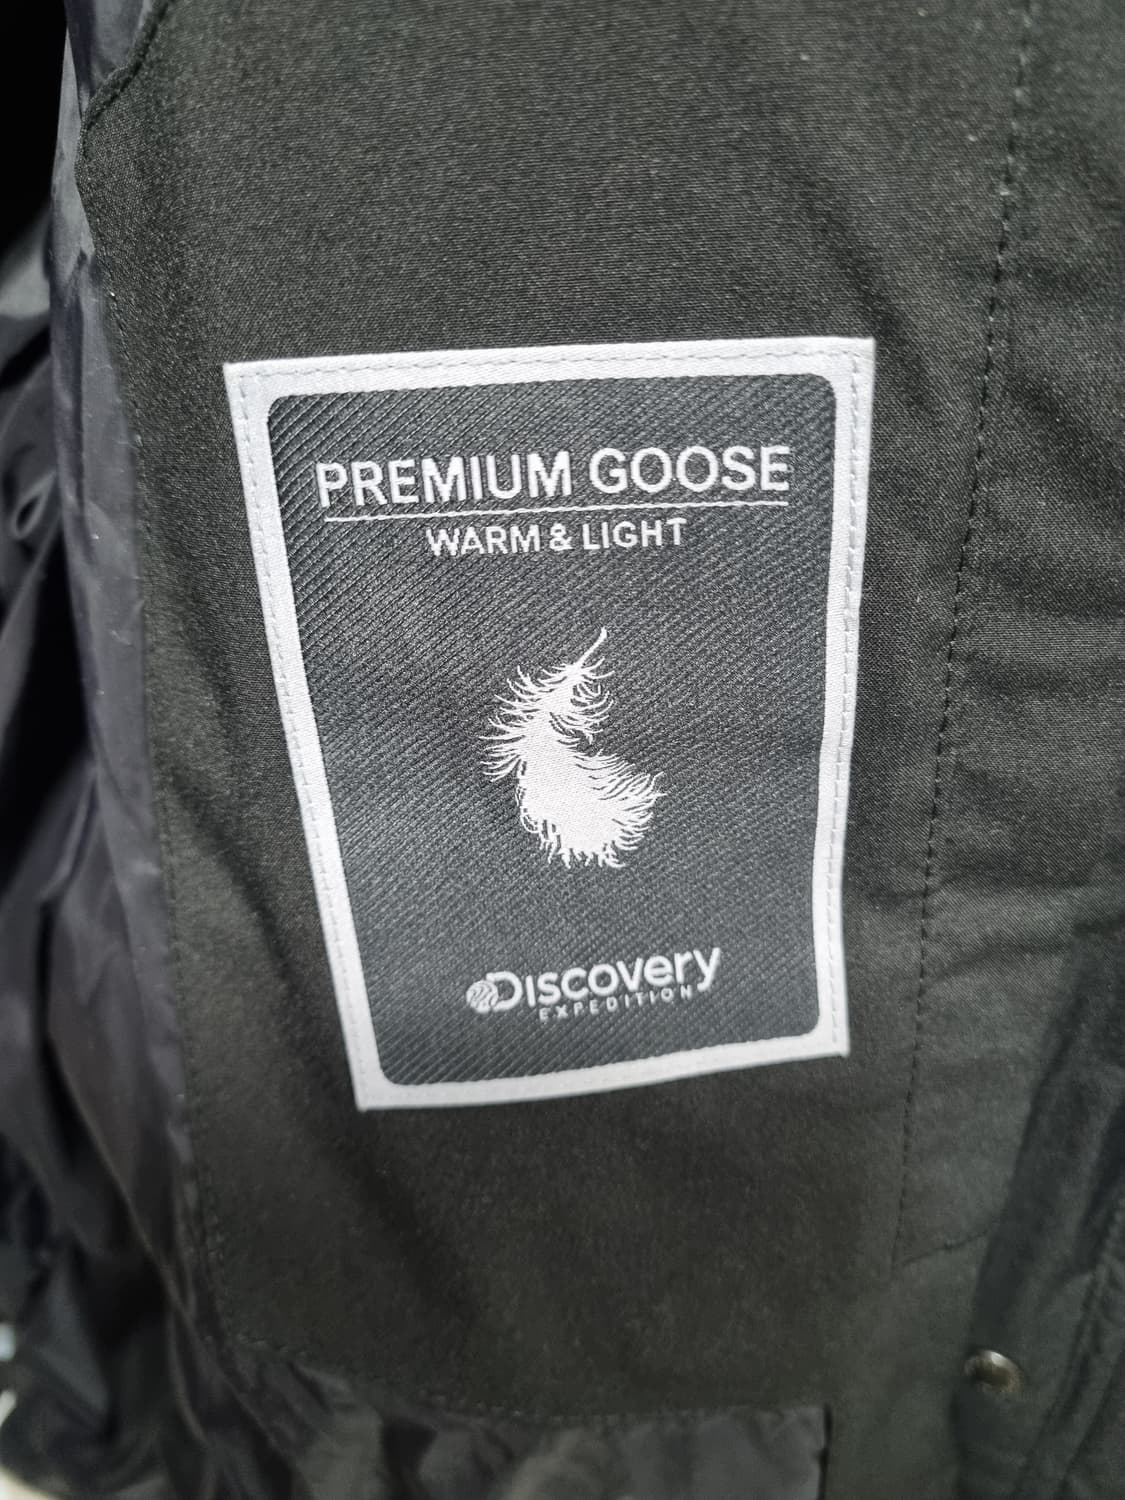 PREMIUM GOOSE
WARM & LIGHT
DISCOVERY
EXPEDITION